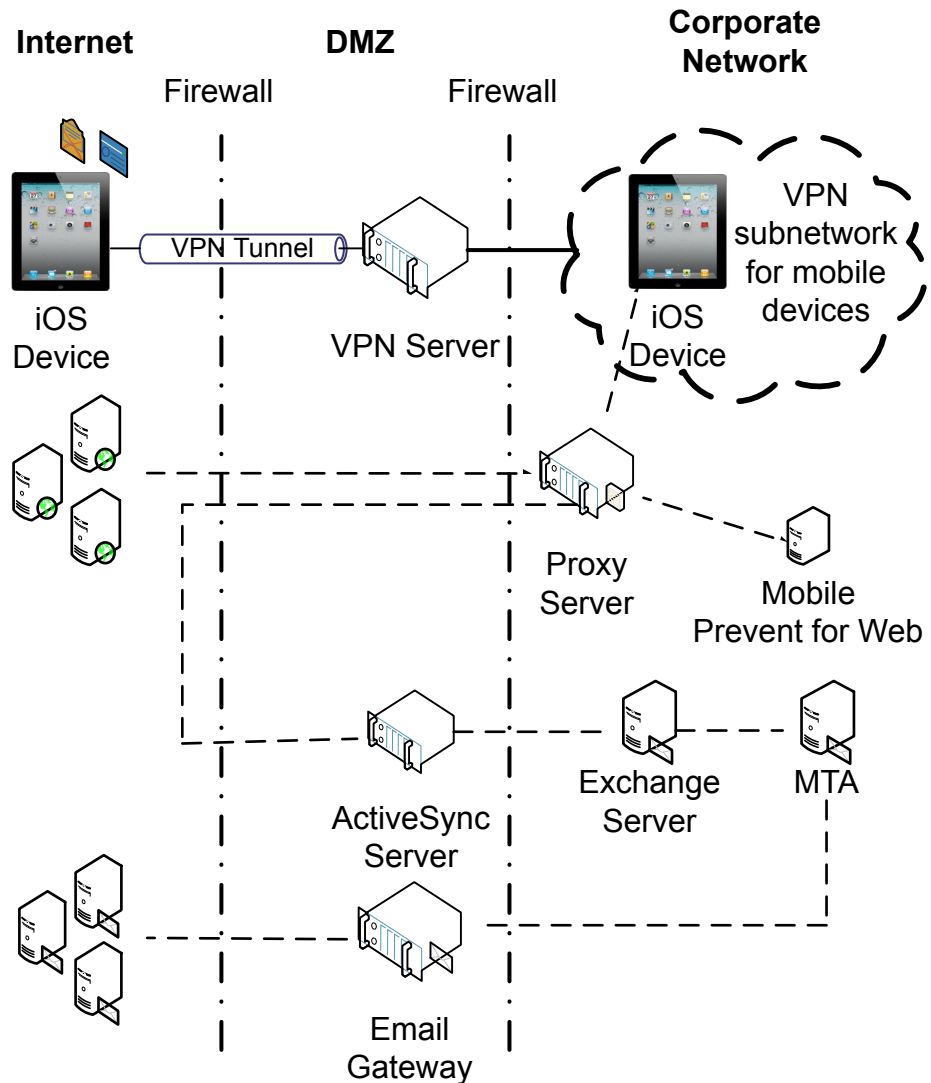 Internet
DMZ
Corporate
Network
Firewall
Firewall
VPN Tunnel
VPN
subnetwork
for mobile
devices
iOS
Device
VPN Server
iOS
Device
Proxy
Server
Mobile
Prevent for Web
ActiveSync
Server
Exchange
Server
MTA
Email
Gateway